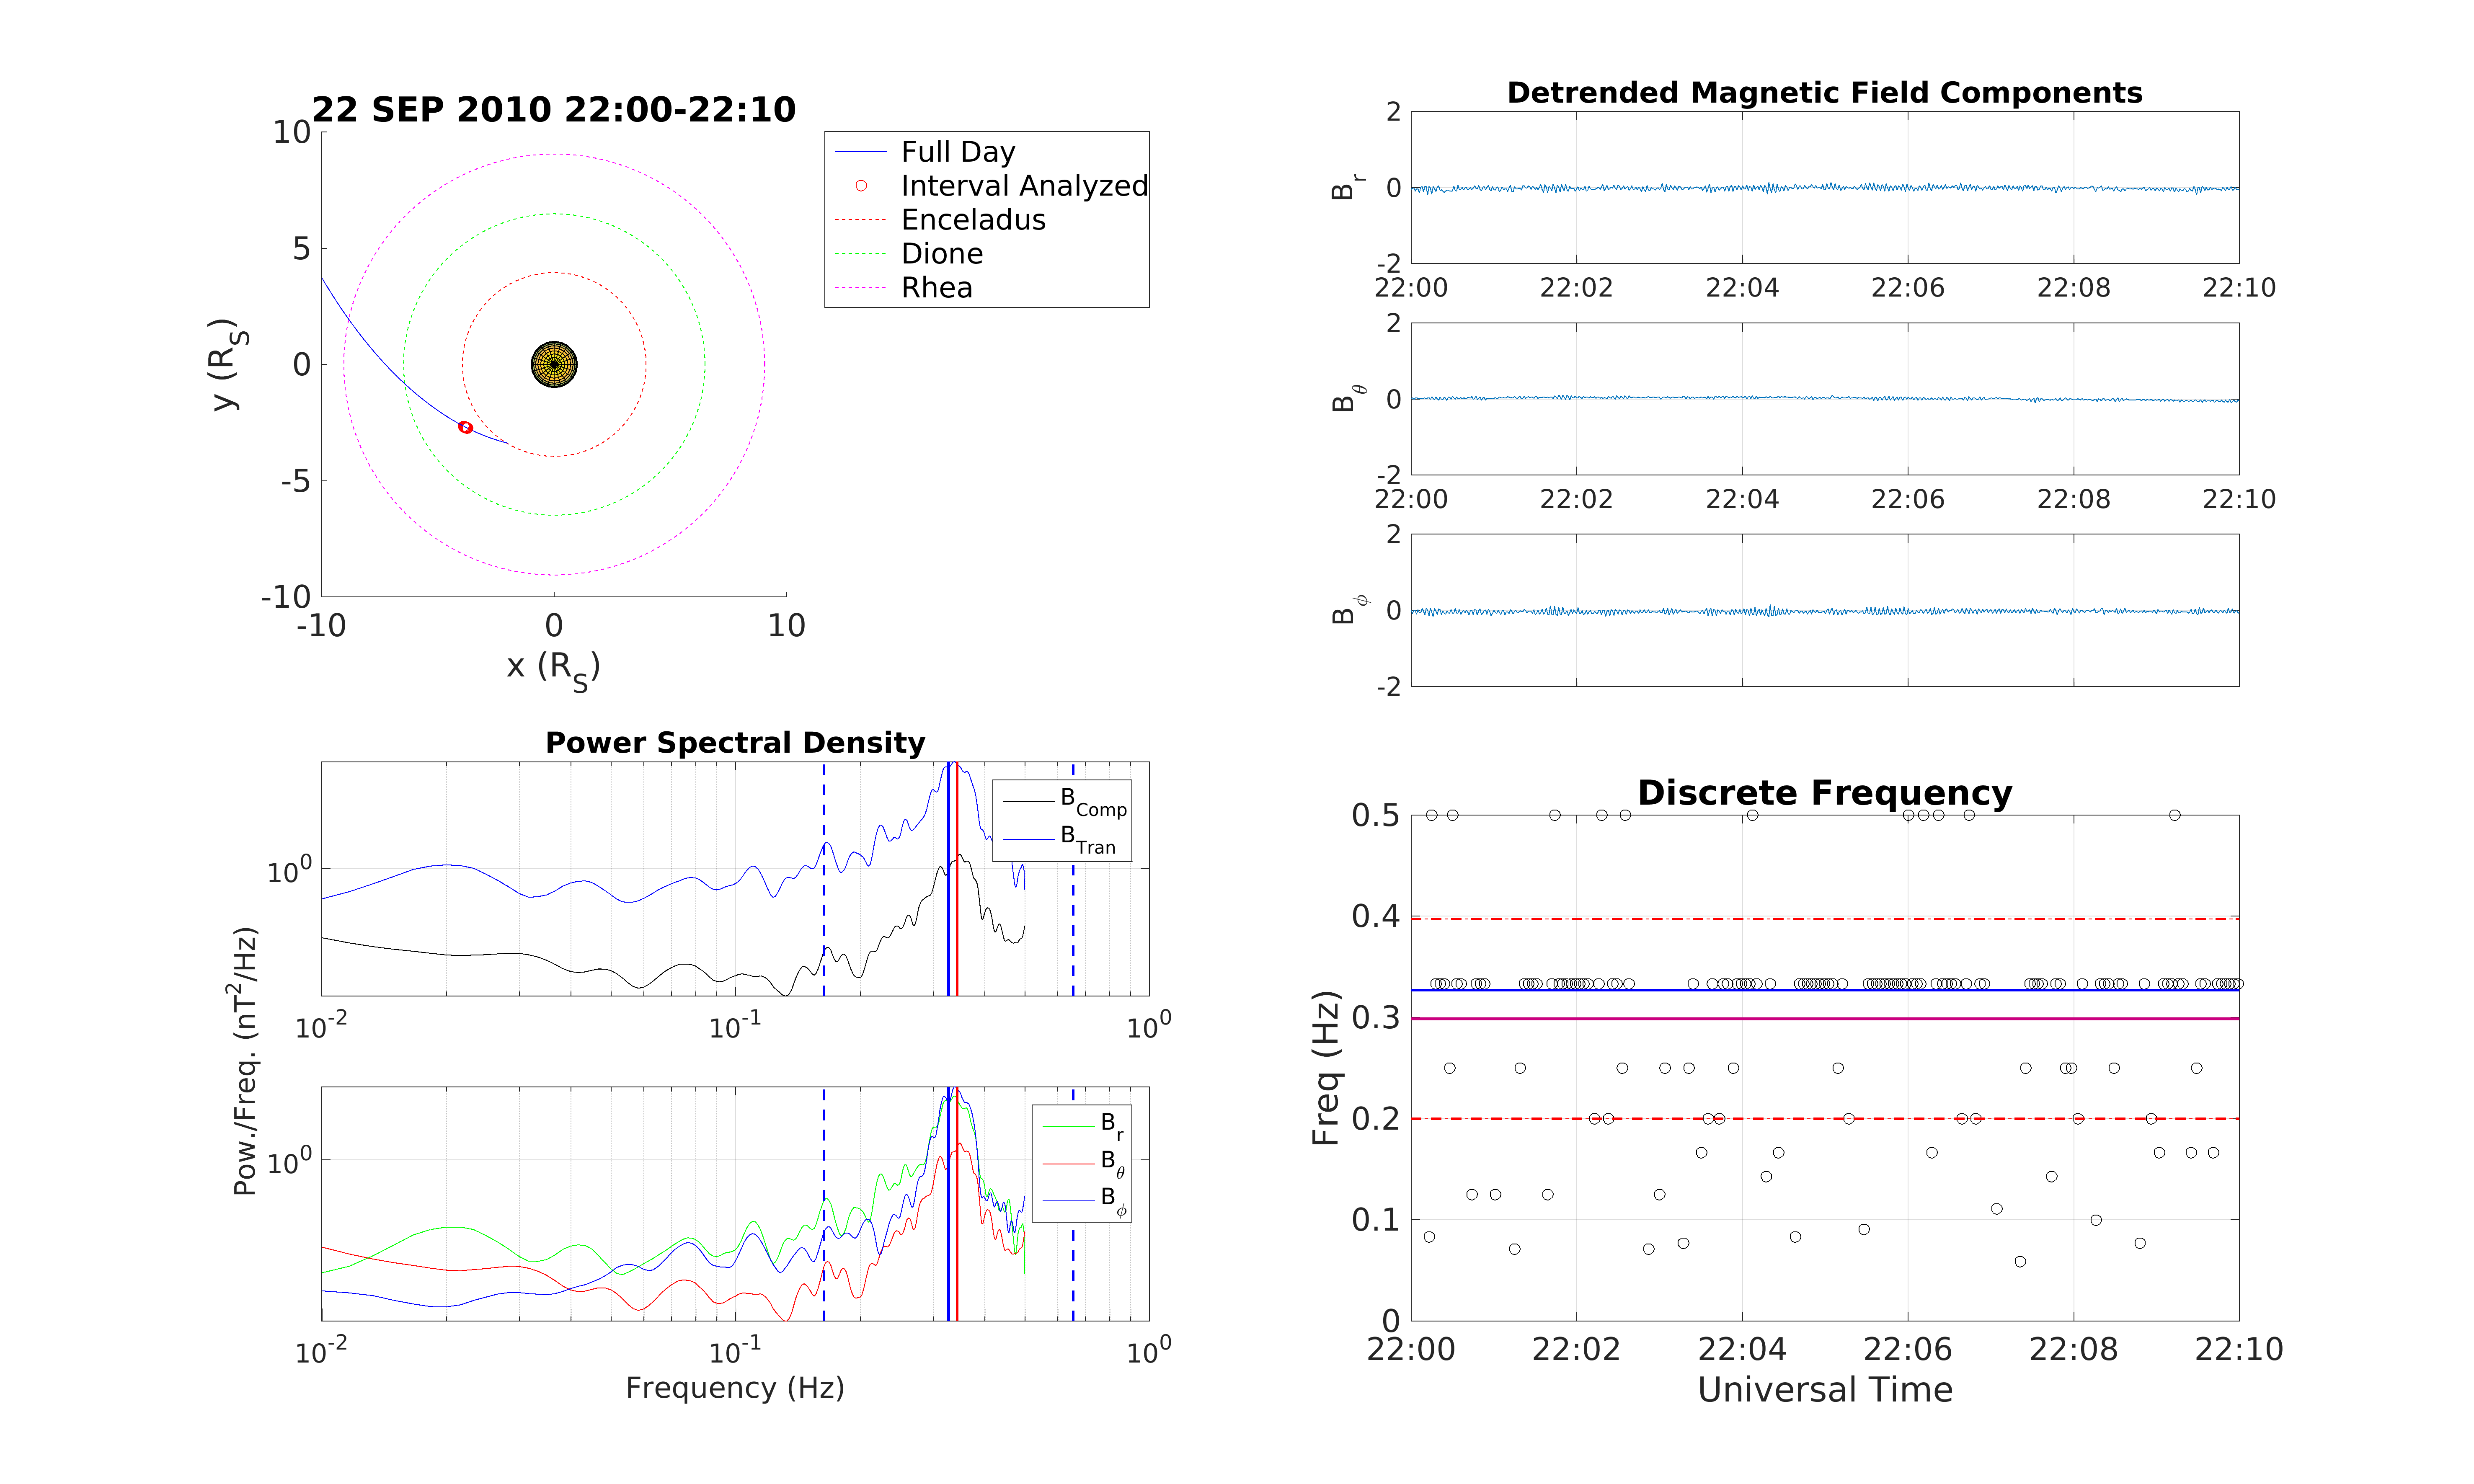 22 SEP 2010 22:00-22:10
10
5
0
-5
-10
-10 0 10
y (R_S)
x (R_S)
Full Day
Interval Analyzed
Enceladus
Dione
Rhea
Detrended Magnetic Field Components
2
0
-2
B_r
22:00 22:02 22:04 22:06 22:08 22:10
2
0
-2
B_θ
22:00 22:02 22:04 22:06 22:08 22:10
2
0
-2
B_ϕ
Power Spectral Density
10^0
10^-2 10^-1 10^0
B_Comp
B_Tran
Pow./Freq. (nT^2/Hz)
10^0
10^-2 10^-1 10^0
B_r
B_θ
B_ϕ
Frequency (Hz)
Discrete Frequency
0.5
0.4
0.3
0.2
0.1
0
Freq (Hz)
22:00 22:02 22:04 22:06 22:08 22:10
Universal Time